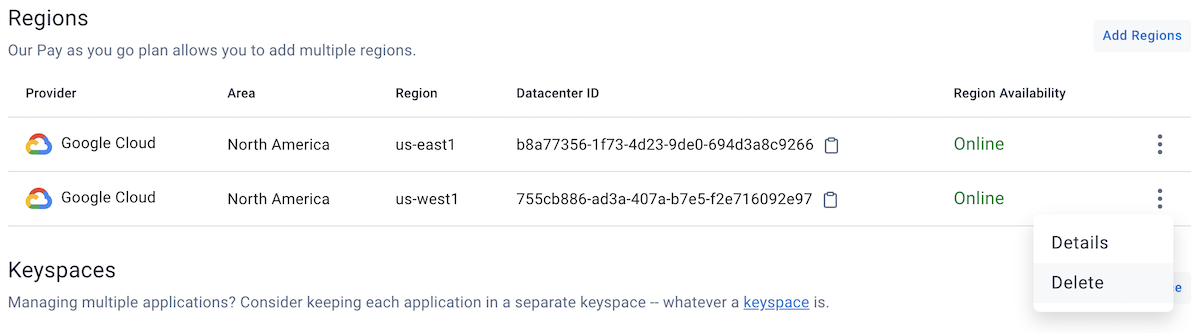 Regions
Add Regions
Our Pay as you go plan allows you to add multiple regions.
Provider Area Region Datacenter ID Region Availability
Google Cloud North America us-east1 b8a77356-1f73-4d23-9de0-694d3a8c9266 Online
Google Cloud North America us-west1 755cb886-ad3a-407a-b7e5-f2e716092e97 Online
Details
Keyspaces
Delete
Managing multiple applications? Consider keeping each application in a separate keyspace -- whatever a keyspace is.